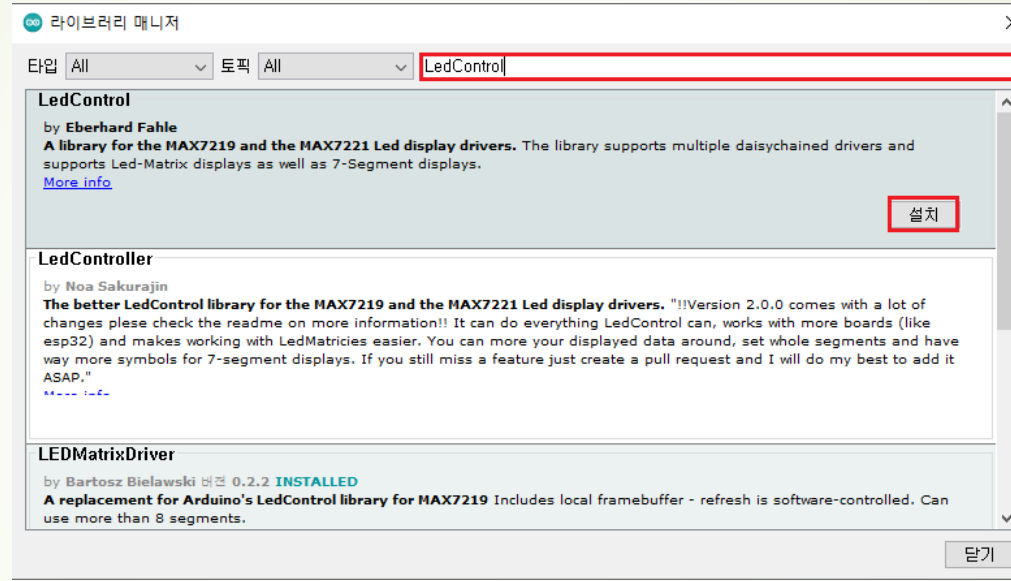 라이브러리 매니저
타입 All 토픽 All LedControl
LedControl
by Eberhard Fahle
A library for the MAX7219 and the MAX7221 Led display drivers. The library supports multiple daisychained drivers and
supports Led-Matrix displays as well as 7-Segment displays.
More info
설치
LedController
by Noa Sakurajin
The better LedControl library for the MAX7219 and the MAX7221 Led display drivers. "!!Version 2.0.0 comes with a lot of
changes plese check the readme on more information!! It can do everything LedControl can, works with more boards (like
esp32) and makes working with LedMatricies easier. You can more your displayed data around, set whole segments and have
way more symbols for 7-segment displays. If you still miss a feature just create a pull request and I will do my best to add it
ASAP."
More info
LEDMatrixDriver
by Bartosz Bielawski 버전 0.2.2 INSTALLED
A replacement for Arduino's LedControl library for MAX7219 Includes local framebuffer - refresh is software-controlled. Can
use more than 8 segments.
닫기